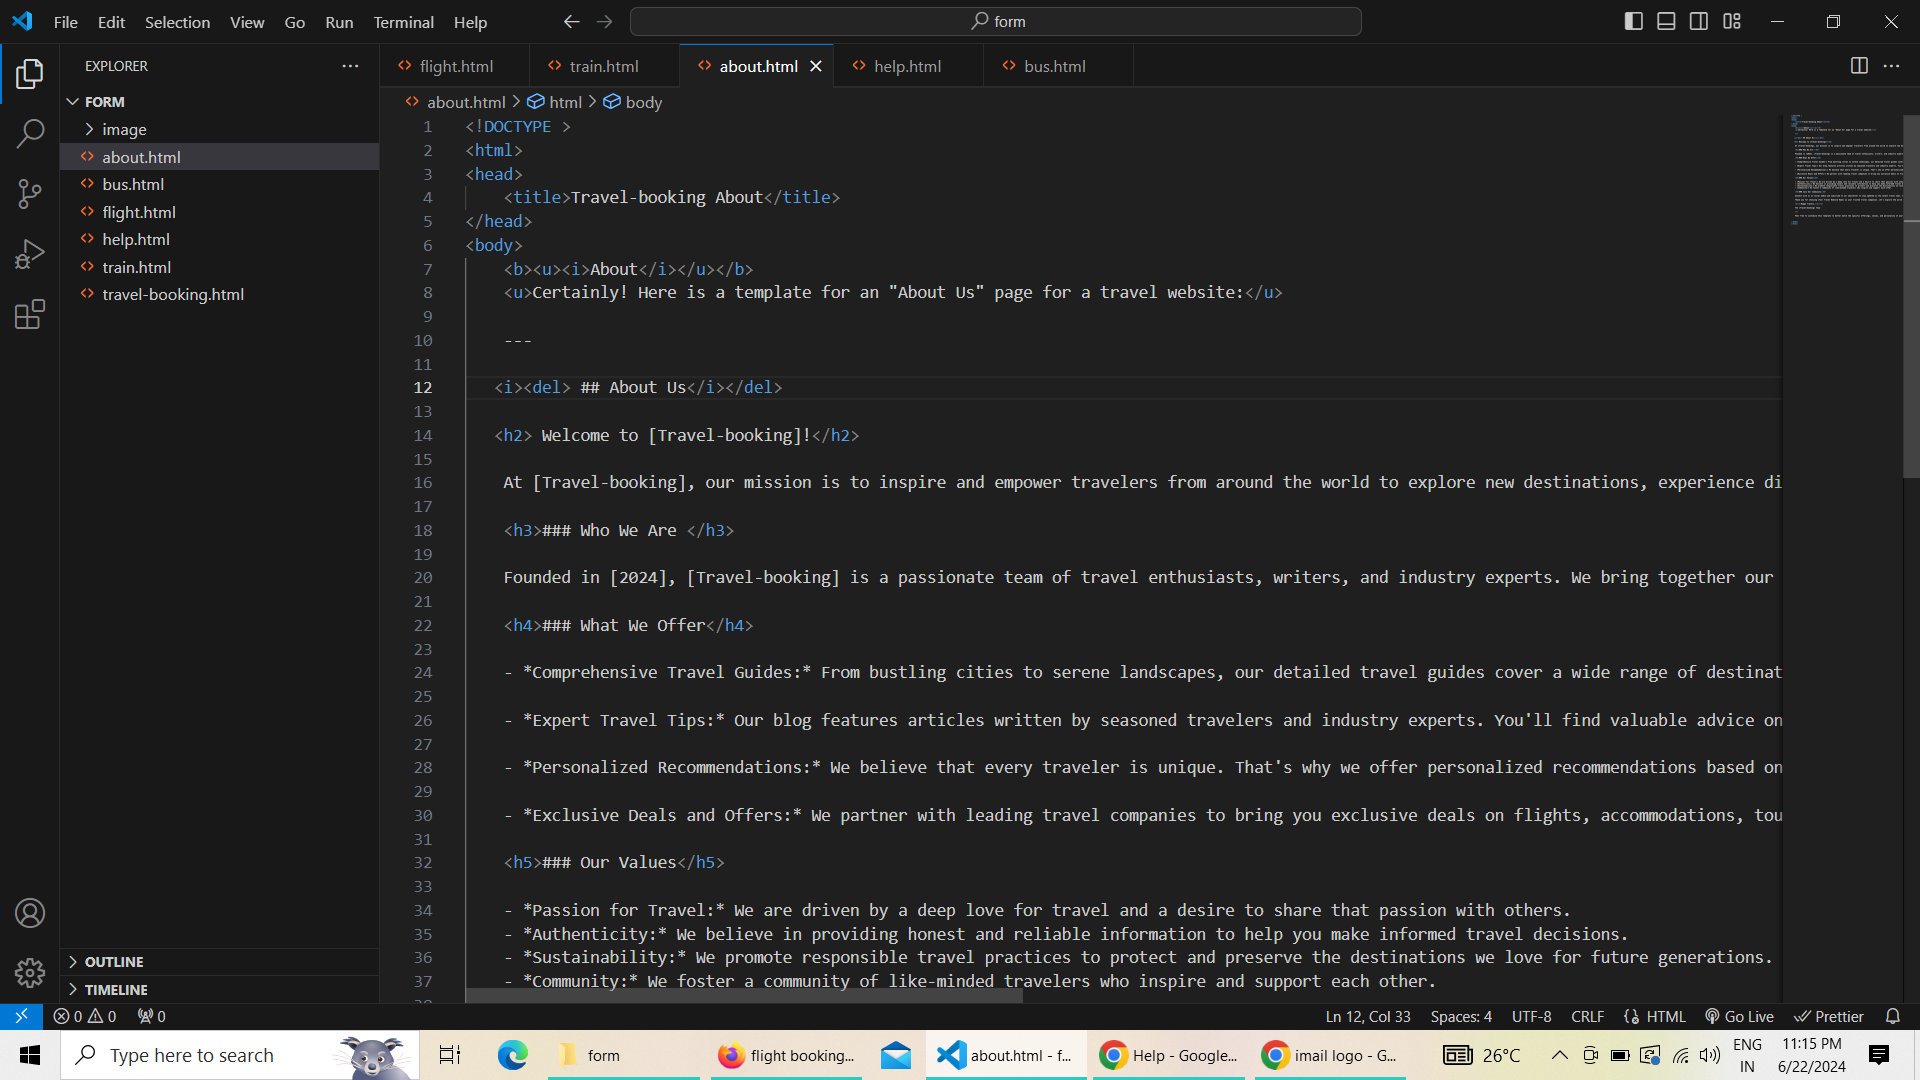 File Edit Selection View Go Run Terminal Help
form
EXPLORER
FORM
image
about.html
bus.html
flight.html
help.html
train.html
travel-booking.html
OUTLINE
TIMELINE
flight.html
train.html
about.html
help.html
bus.html
about.html > html > body
1 <!DOCTYPE >
2 <html>
3 <head>
4 <title>Travel-booking About</title>
5 </head>
6 <body>
7 <b><u><i>About</i></u></b>
8 <u>Certainly! Here is a template for an "About Us" page for a travel website:</u>
9
10 ---
11
12 <i><del> ## About Us</i></del>
13
14 <h2> Welcome to [Travel-booking]!</h2>
15
16 At [Travel-booking], our mission is to inspire and empower travelers from around the world to explore new destinations, experience di
17
18 <h3>### Who We Are </h3>
19
20 Founded in [2024], [Travel-booking] is a passionate team of travel enthusiasts, writers, and industry experts. We bring together our
21
22 <h4>### What We Offer</h4>
23
24 - *Comprehensive Travel Guides:* From bustling cities to serene landscapes, our detailed travel guides cover a wide range of destinat
25
26 - *Expert Travel Tips:* Our blog features articles written by seasoned travelers and industry experts. You'll find valuable advice on
27
28 - *Personalized Recommendations:* We believe that every traveler is unique. That's why we offer personalized recommendations based on
29
30 - *Exclusive Deals and Offers:* We partner with leading travel companies to bring you exclusive deals on flights, accommodations, tou
31
32 <h5>### Our Values</h5>
33
34 - *Passion for Travel:* We are driven by a deep love for travel and a desire to share that passion with others.
35 - *Authenticity:* We believe in providing honest and reliable information to help you make informed travel decisions.
36 - *Sustainability:* We promote responsible travel practices to protect and preserve the destinations we love for future generations.
37 - *Community:* We foster a community of like-minded travelers who inspire and support each other.
0 0 0
Ln 12, Col 33 Spaces: 4 UTF-8 CRLF HTML Go Live Prettier
Type here to search
form
flight booking...
about.html - f...
Help - Google...
imail logo - G...
26°C
ENG
IN
11:15 PM
6/22/2024